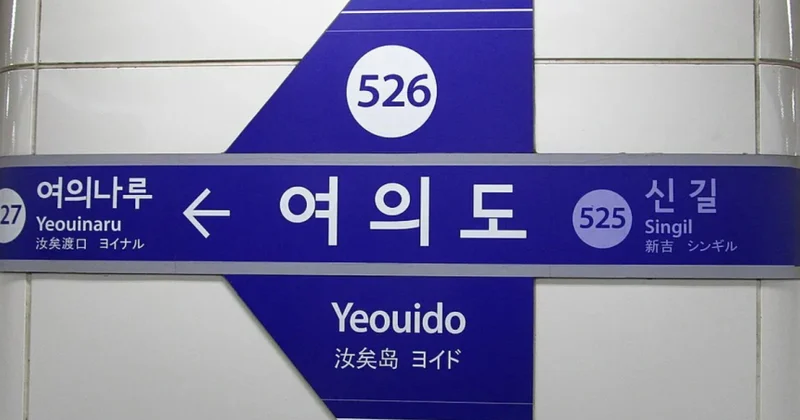 526
27
여의나루
Yeouinaru
汝矣渡口 ヨイナル
←
여의도
525
신길
Singil
新吉 シンギル
Yeouido
汝矣岛 ヨイド